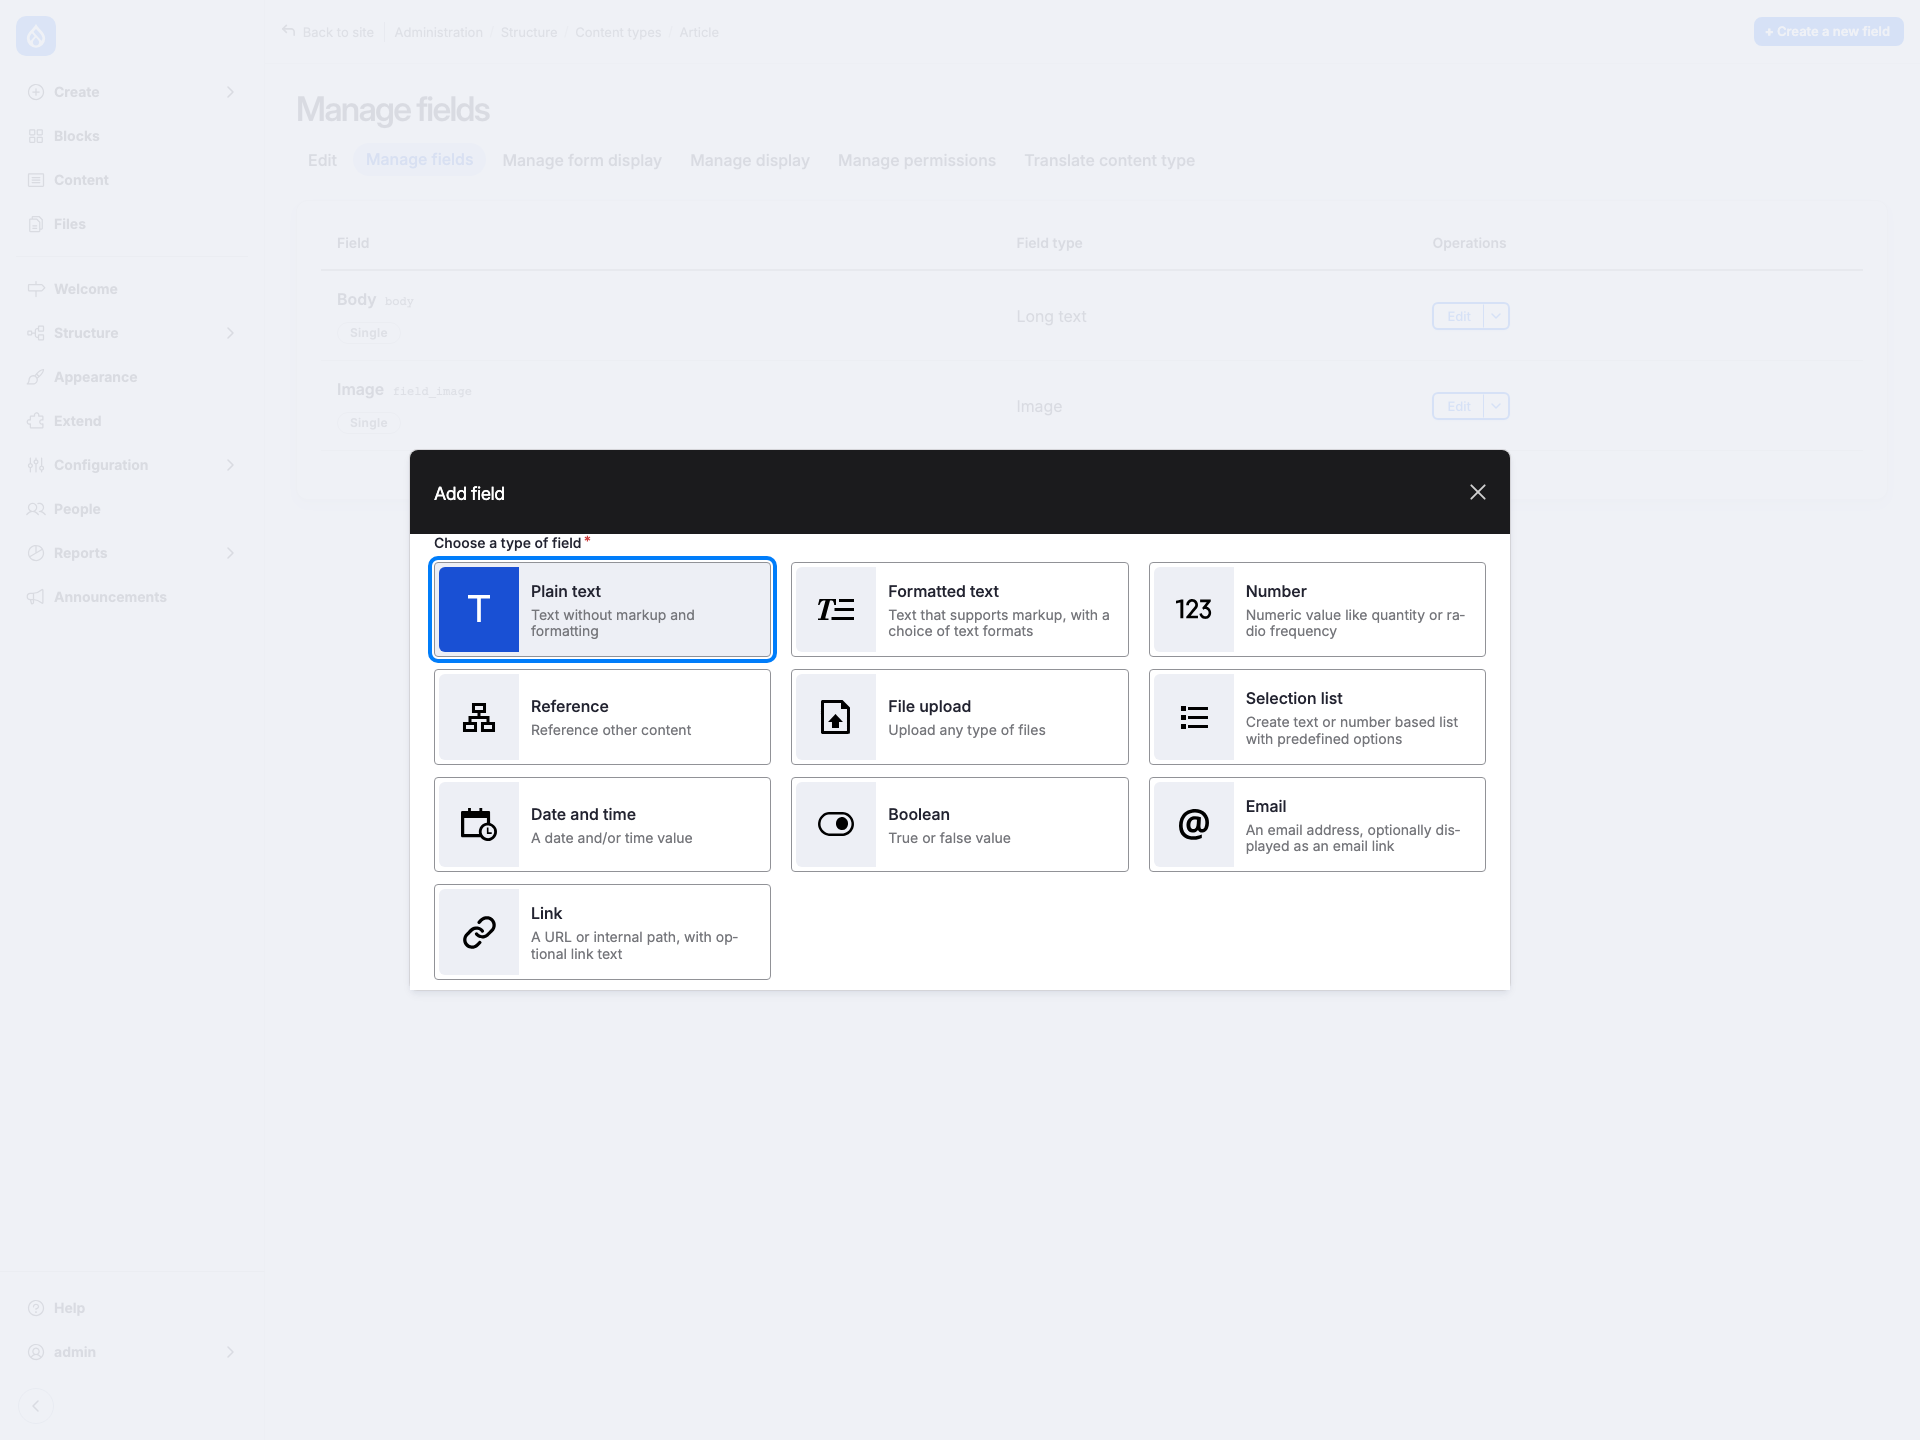 Back to site
Administration
Structure
Content types
Article
+ Create a new field
Create
Blocks
Content
Files
Welcome
Structure
Appearance
Extend
Configuration
People
Reports
Announcements
Help
admin
Manage fields
Edit
Manage fields
Manage form display
Manage display
Manage permissions
Translate content type
Field
Field type
Operations
Body body
Single
Long text
Edit
Image field_image
Single
Image
Edit
Add field
Choose a type of field *
T
Plain text
Text without markup and
formatting
T
Formatted text
Text that supports markup, with a
choice of text formats
123
Number
Numeric value like quantity or ra-
dio frequency
Reference
Reference other content
File upload
Upload any type of files
Selection list
Create text or number based list
with predefined options
Date and time
A date and/or time value
Boolean
True or false value
@
Email
An email address, optionally dis-
played as an email link
Link
A URL or internal path, with op-
tional link text